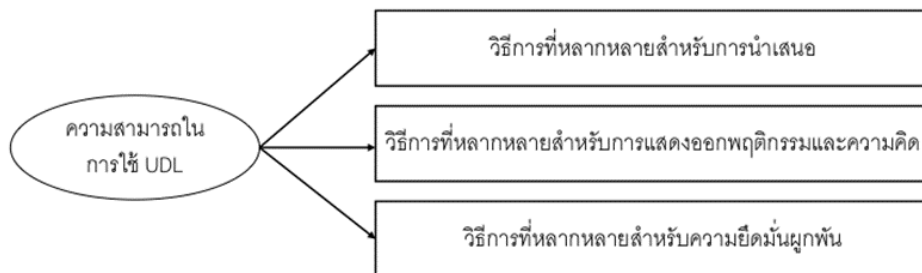 วิธีการที่หลากหลายสำหรับการนำเสนอ
ความสามารถใน
การใช้ UDL
วิธีการที่หลากหลายสำหรับการแสดงออกพฤติกรรมและความคิด
วิธีการที่หลากหลายสำหรับความยึดมั่นผูกพัน